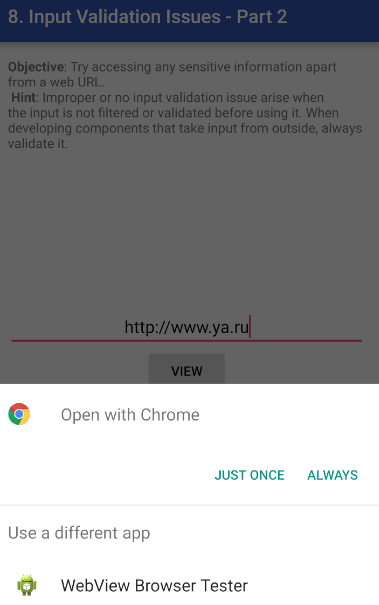 8. Input Validation Issues - Part 2
Objective: Try accessing any sensitive information apart
from a web URL.
Hint: Improper or no input validation issue arise when
the input is not filtered or validated before using it. When
developing components that take input from outside, always
validate it.
http://www.ya.ru
VIEW
Open with Chrome
JUST ONCE ALWAYS
Use a different app
WebView Browser Tester